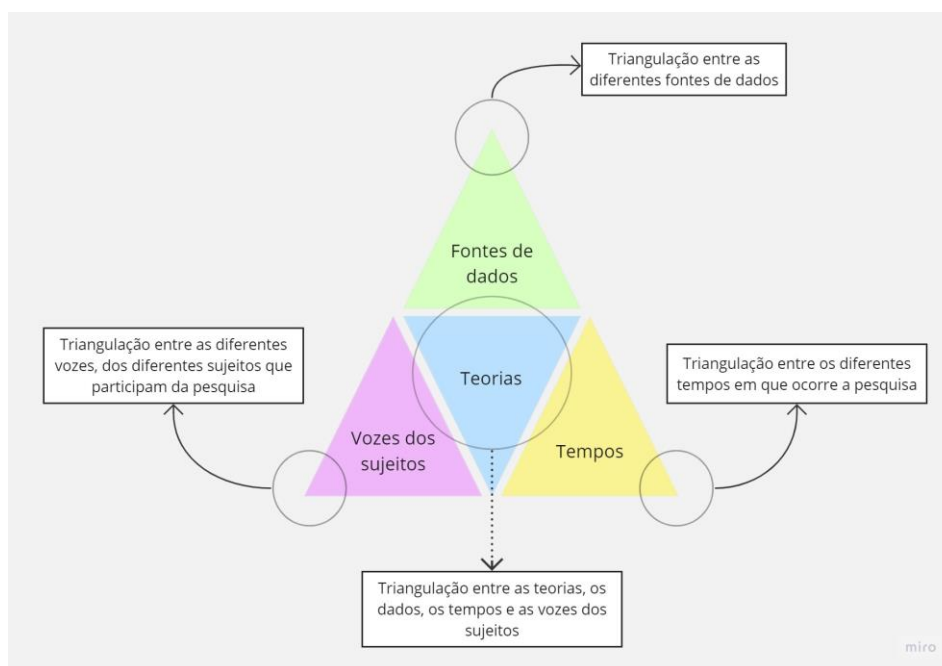 Triangulação entre as
diferentes fontes de dados
Fontes de
dados
Triangulação entre as diferentes
vozes, dos diferentes sujeitos que
participam da pesquisa
Teorias
Triangulação entre os diferentes
tempos em que ocorre a pesquisa
Vozes dos
sujeitos
Tempos
Triangulação entre as teorias, os
dados, os tempos e as vozes dos
sujeitos
miro